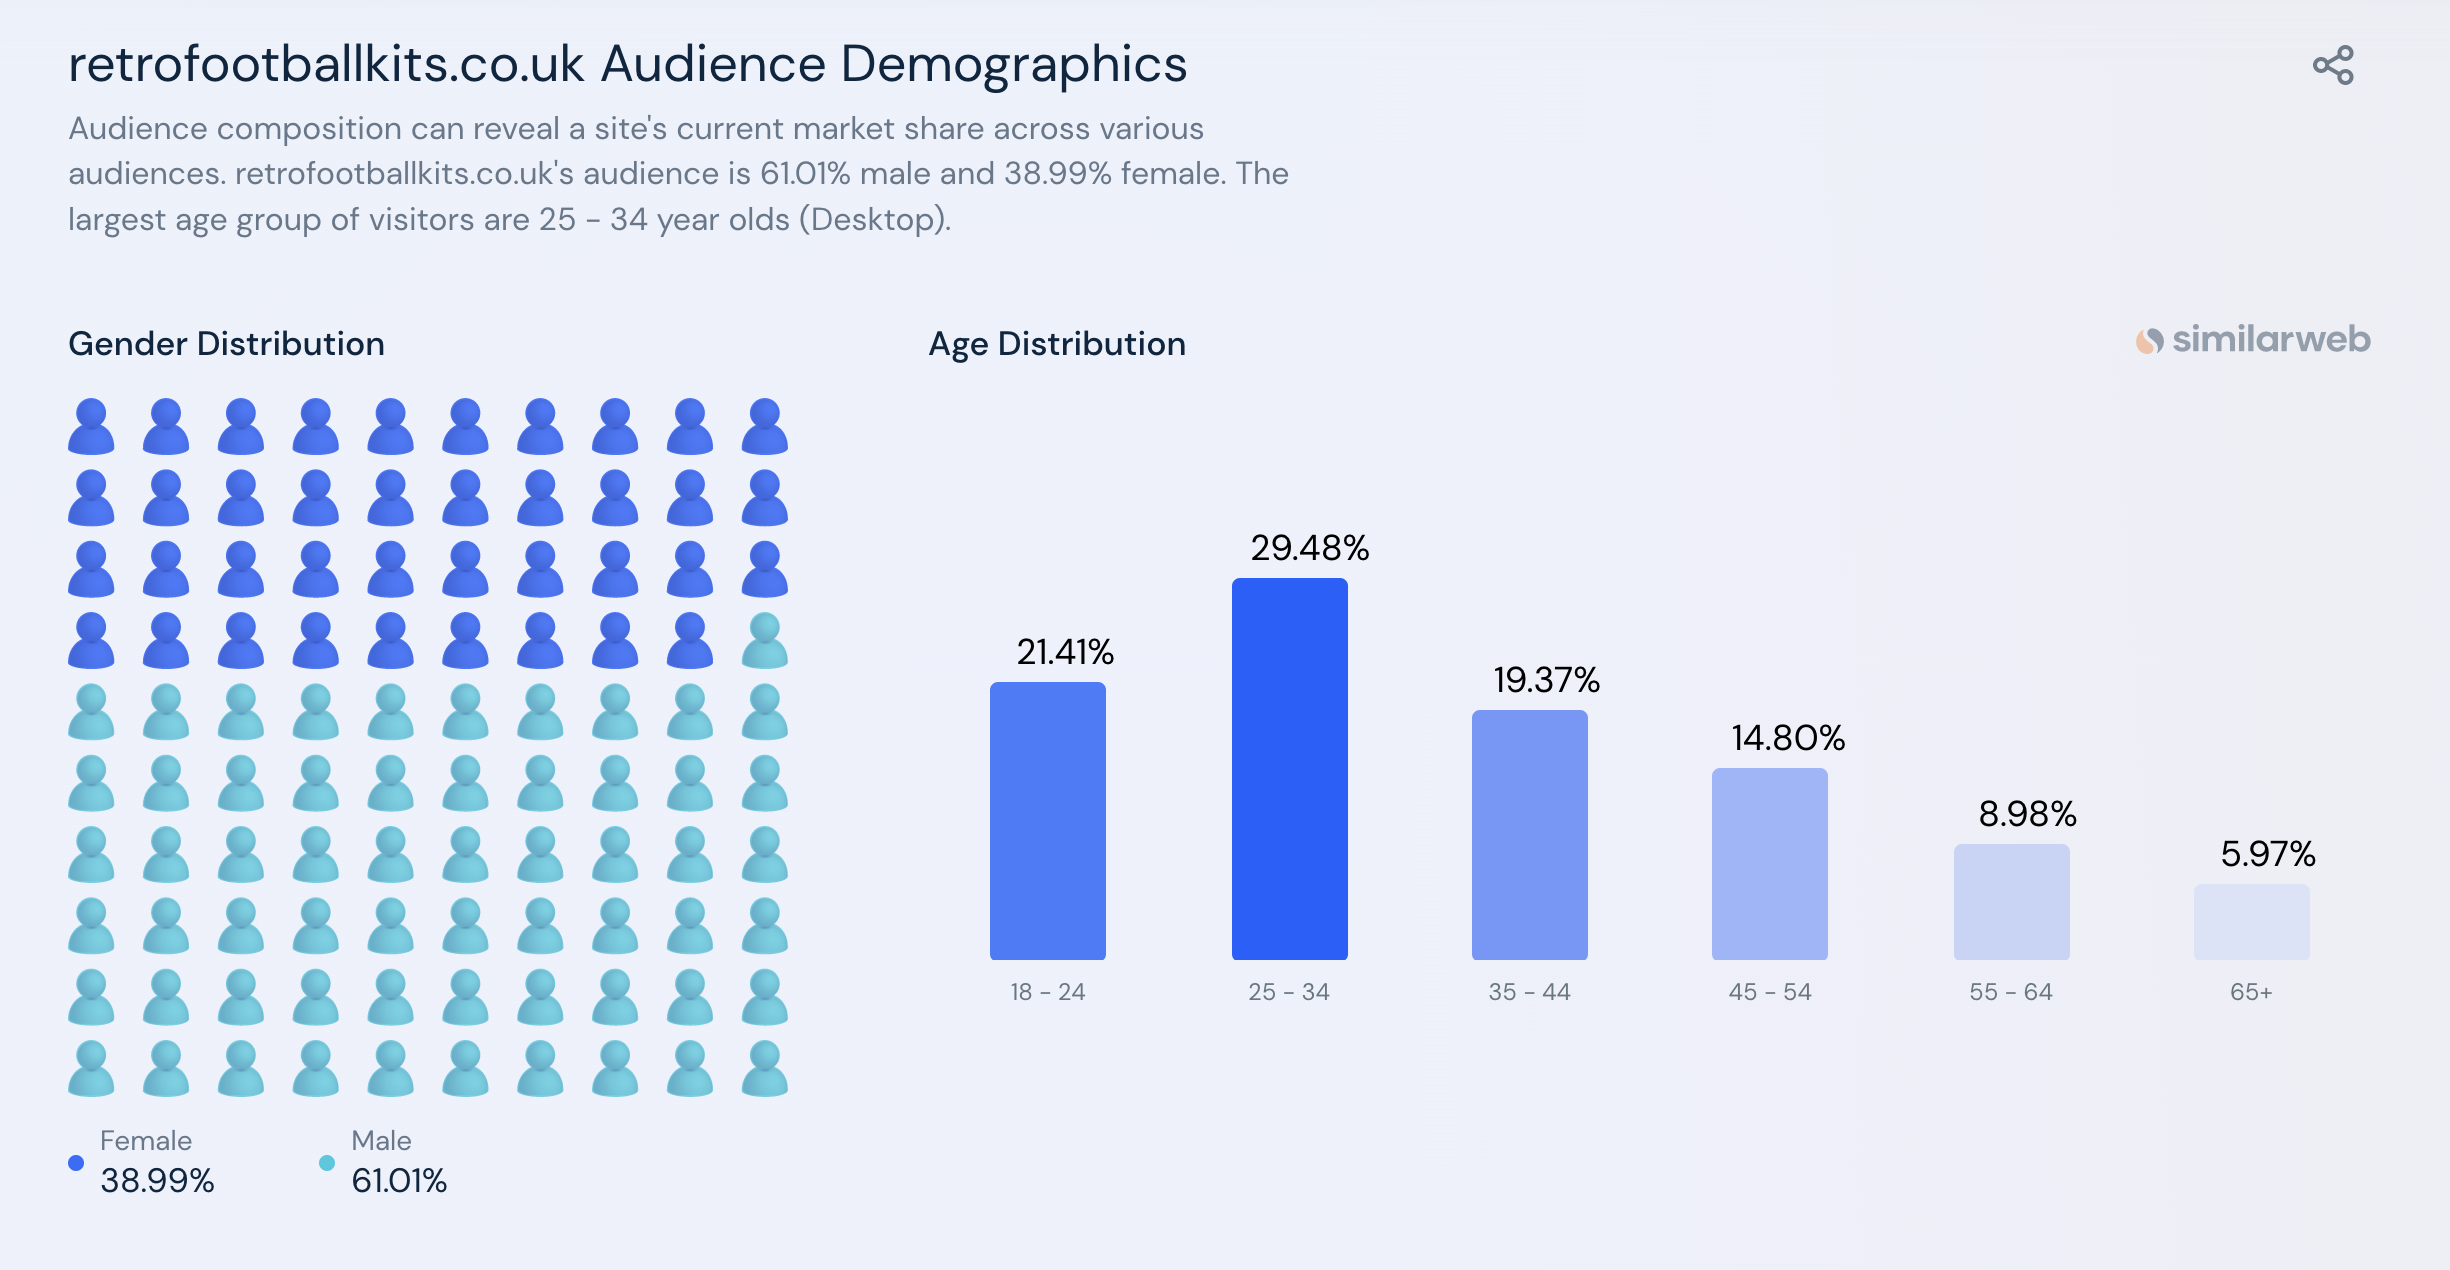 retrofootballkits.co.uk Audience Demographics
Audience composition can reveal a site's current market share across various
audiences. retrofootballkits.co.uk's audience is 61.01% male and 38.99% female. The
largest age group of visitors are 25 - 34 year olds (Desktop).
Gender Distribution
Female
38.99%
Male
61.01%
Age Distribution
similarweb
21.41%
29.48%
19.37%
14.80%
8.98%
5.97%
18 - 24
25 - 34
35 - 44
45 - 54
55 - 64
65+